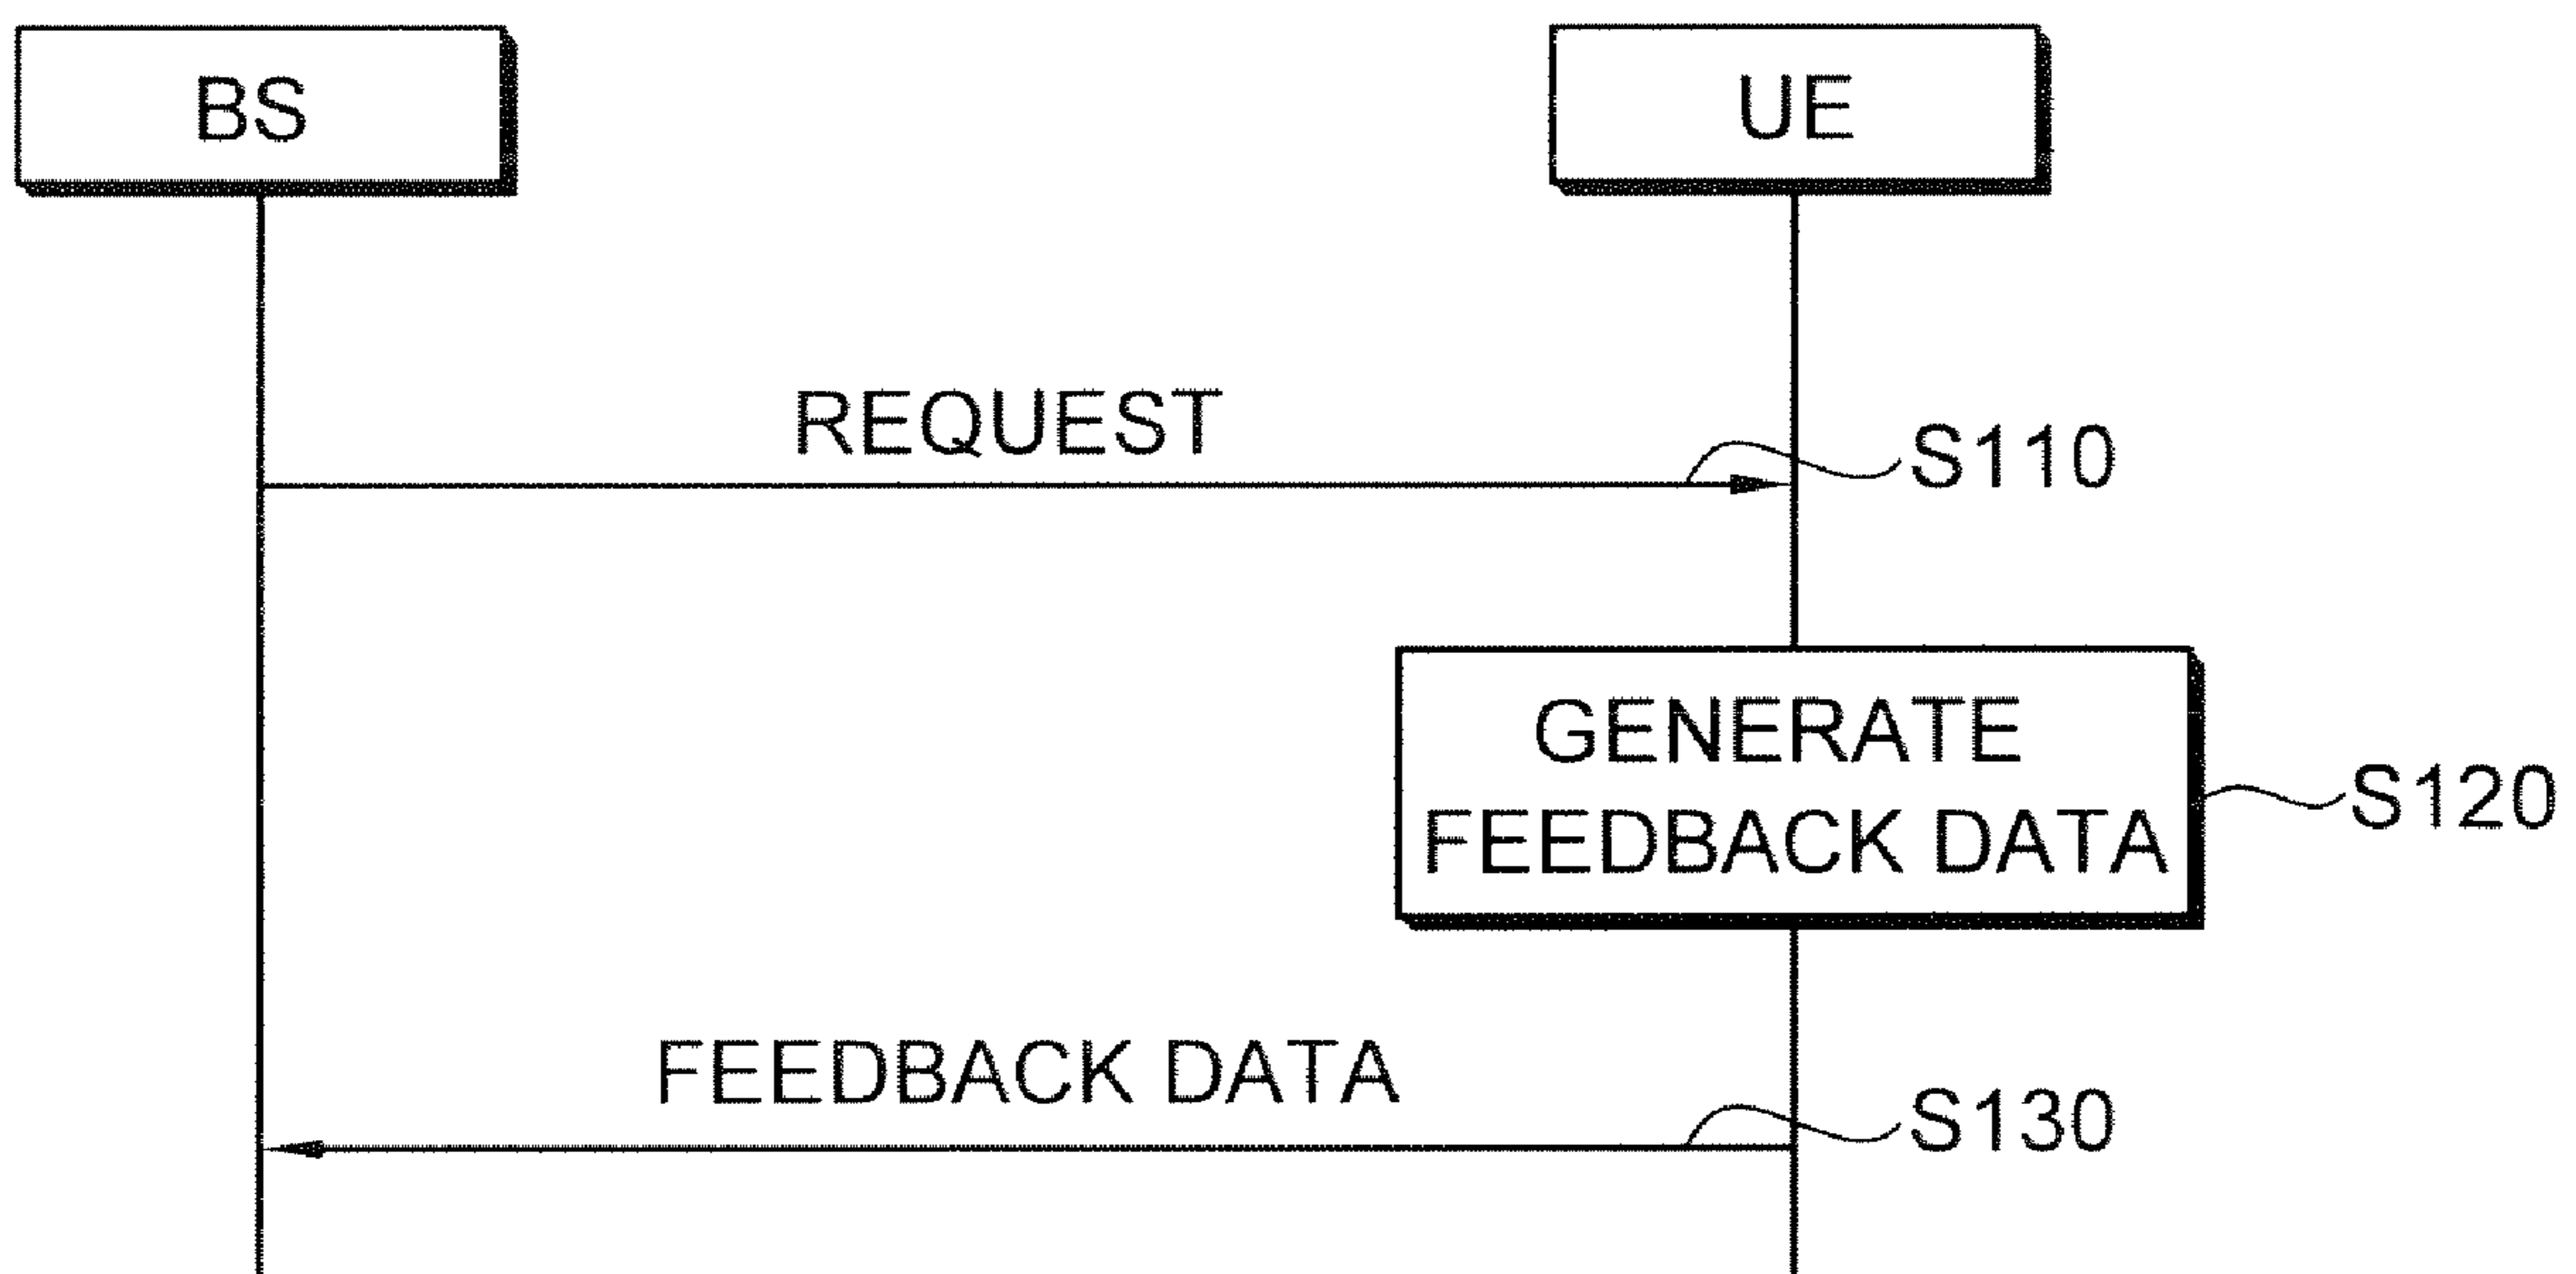 BS
UE
REQUEST
S110
GENERATE
FEEDBACK DATA
S120
FEEDBACK DATA
S130